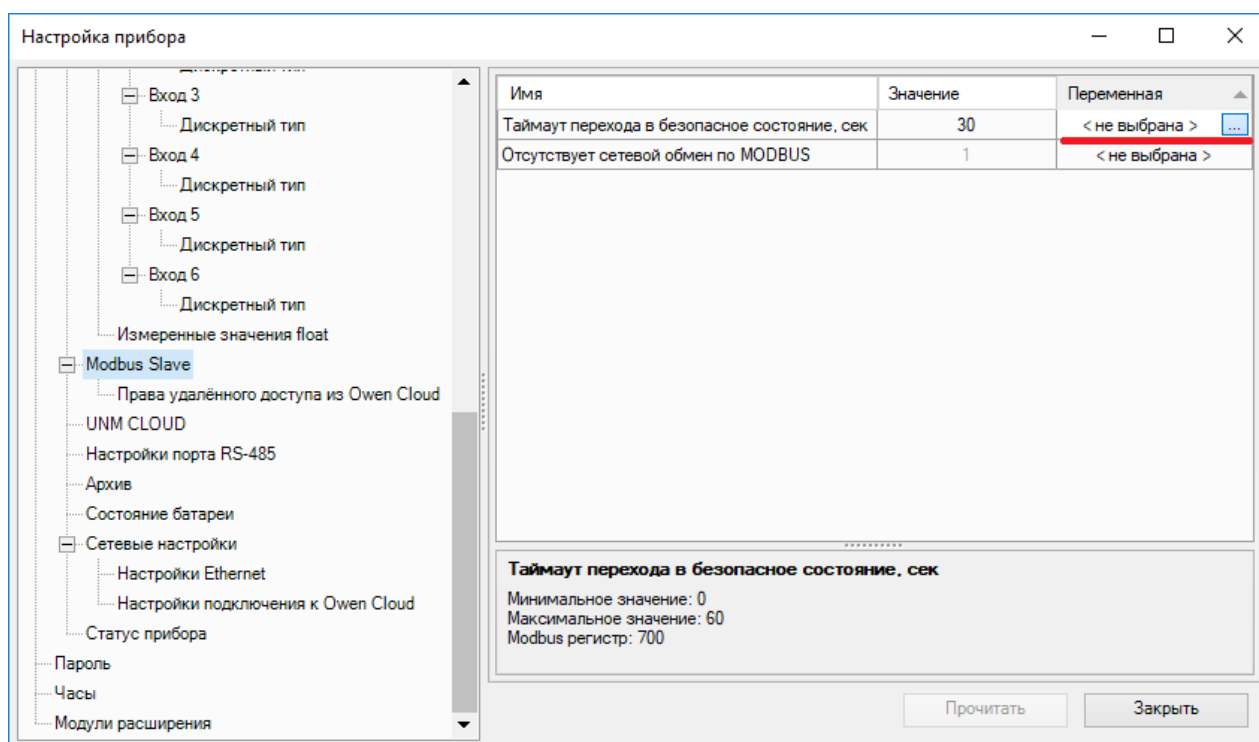 Настройка прибора
Вход 3
Дискретный тип
Вход 4
Дискретный тип
Вход 5
Дискретный тип
Вход 6
Дискретный тип
Измеренные значения float
Modbus Slave
Права удалённого доступа из Owen Cloud
UNM CLOUD
Настройки порта RS-485
Архив
Состояние батареи
Сетевые настройки
Настройки Ethernet
Настройки подключения к Owen Cloud
Статус прибора
Пароль
Часы
Модули расширения
Имя Значение Переменная
Таймаут перехода в безопасное состояние, сек 30 < не выбрана > ...
Отсутствует сетевой обмен по MODBUS 1 < не выбрана >
Таймаут перехода в безопасное состояние, сек
Минимальное значение: 0
Максимальное значение: 60
Modbus регистр: 700
Прочитать Закрыть